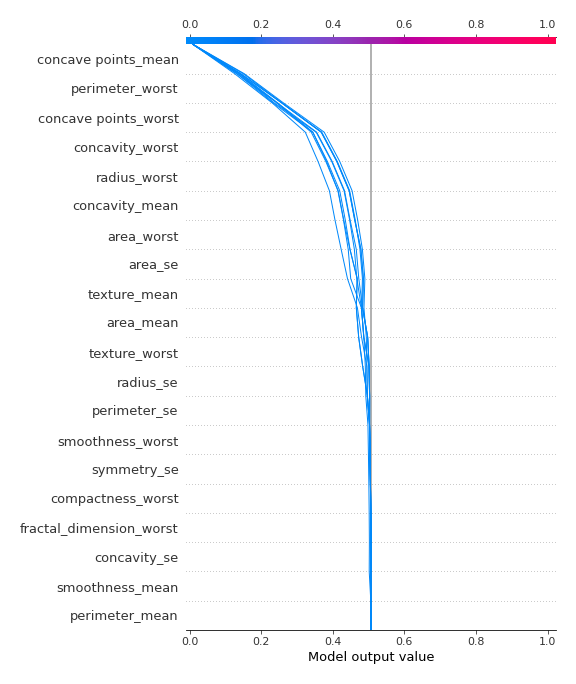 0.0 0.2 0.4 0.6 0.8 1.0
concave points_mean
perimeter_worst
concave points_worst
concavity_worst
radius_worst
concavity_mean
area_worst
area_se
texture_mean
area_mean
texture_worst
radius_se
perimeter_se
smoothness_worst
symmetry_se
compactness_worst
fractal_dimension_worst
concavity_se
smoothness_mean
perimeter_mean
0.0 0.2 0.4 0.6 0.8 1.0
Model output value